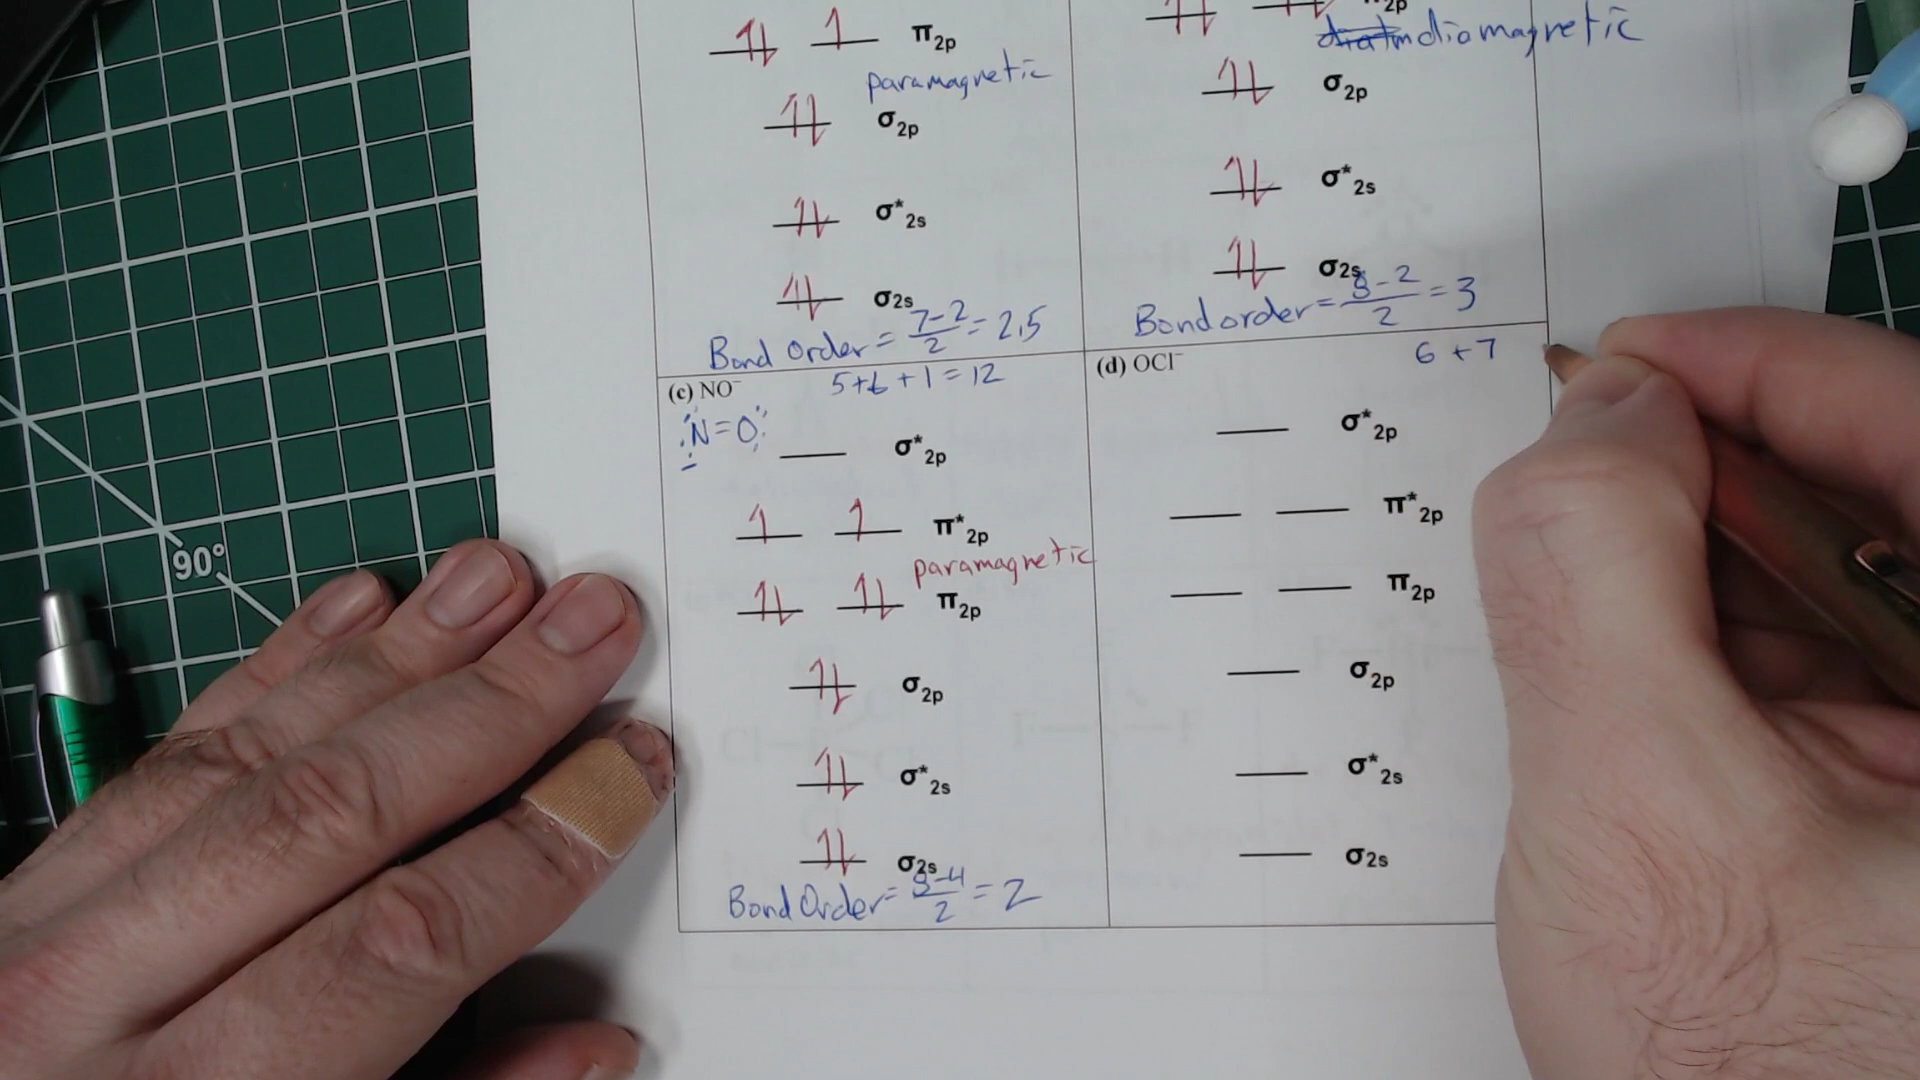 π2p
paramagnetic
σ2p
σ*2s
σ2s
Bond Order = 7-2/2 = 2.5
π2p
diamagnetic
σ2p
σ*2s
σ2s
Bond order = 8-2/2 = 3
(c) NO⁻ 5+6+1=12
N=O
σ*2p
π*2p
paramagnetic
π2p
σ2p
σ*2s
σ2s
Bond Order = 8-4/2 = 2
(d) OCl⁻ 6+7
σ*2p
π*2p
π2p
σ2p
σ*2s
σ2s
90°